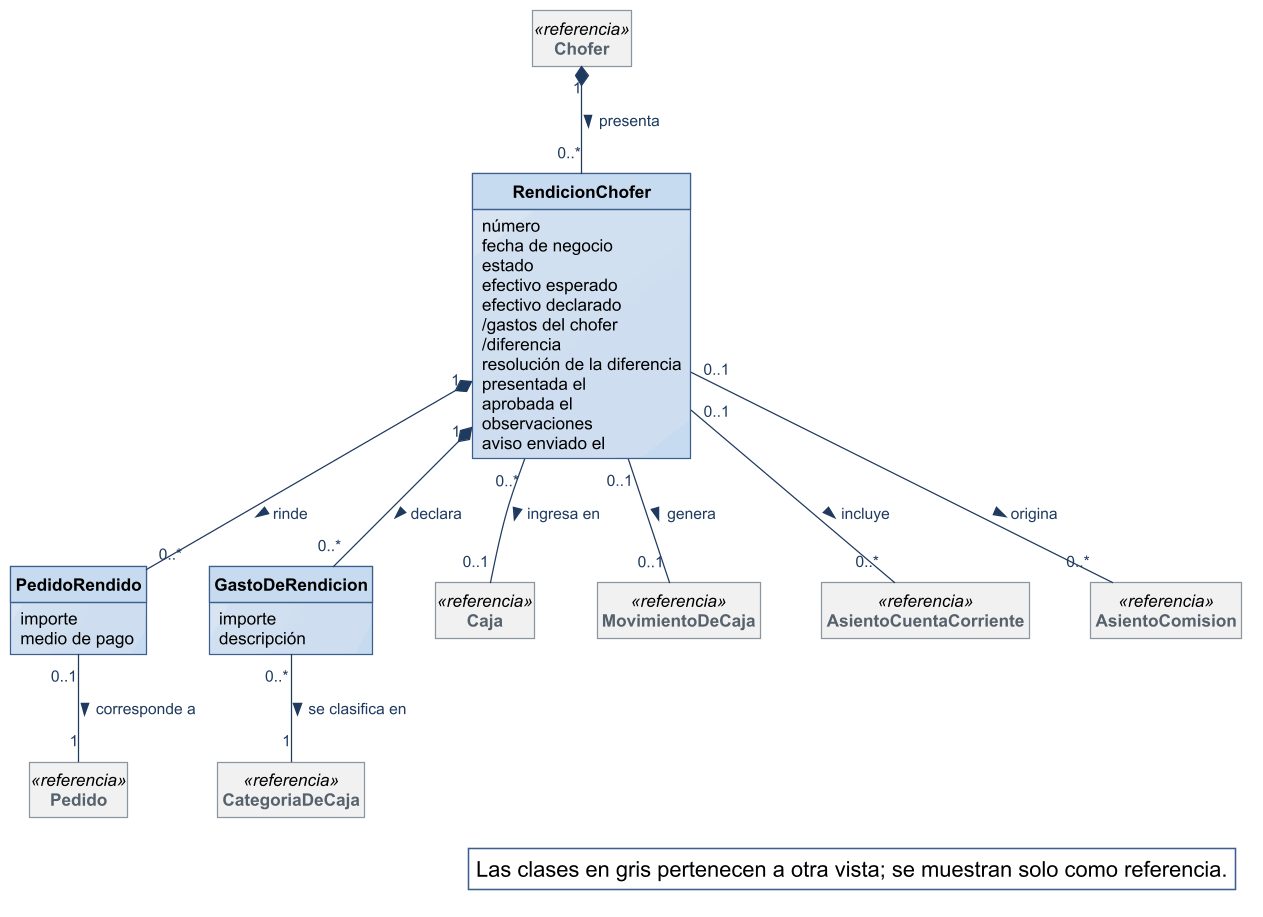 «referencia»
Chofer
1
presenta
0..*
RendicionChofer
número
fecha de negocio
estado
efectivo esperado
efectivo declarado
/gastos del chofer
/diferencia
resolución de la diferencia
presentada el
aprobada el
observaciones
aviso enviado el
1
1
0..1
0..1
0..*
0..1
rinde
declara
ingresa en
genera
incluye
origina
0..*
0..*
0..1
0..1
0..*
0..*
PedidoRendido
importe
medio de pago
GastoDeRendicion
importe
descripción
«referencia»
Caja
«referencia»
MovimientoDeCaja
«referencia»
AsientoCuentaCorriente
«referencia»
AsientoComision
0..1
corresponde a
1
0..*
se clasifica en
1
«referencia»
Pedido
«referencia»
CategoriaDeCaja
Las clases en gris pertenecen a otra vista; se muestran solo como referencia.